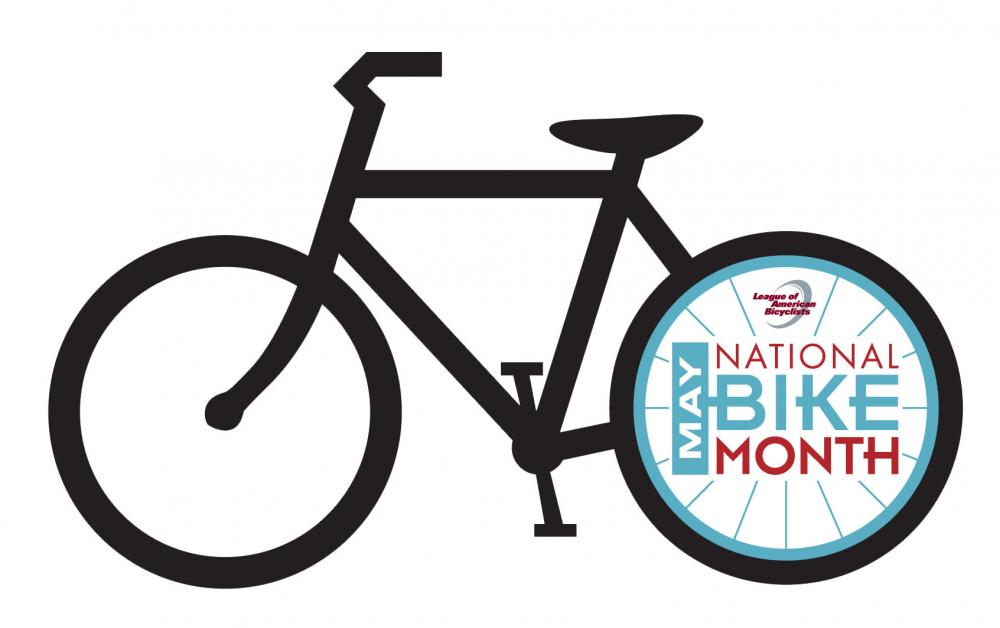 League of
American
Bicyclists
MAY
NATIONAL
BIKE
MONTH